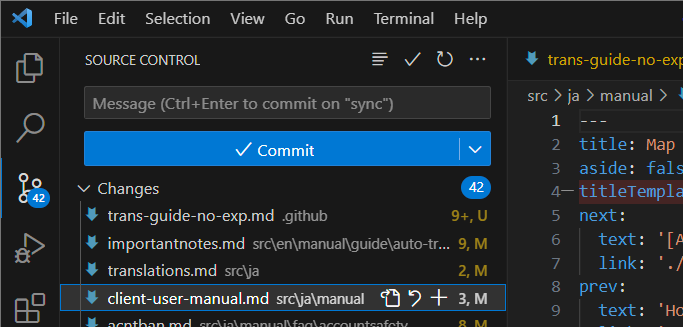 File Edit Selection View Go Run Terminal Help
SOURCE CONTROL
Message (Ctrl+Enter to commit on "sync")
Commit
Changes 42
42
trans-guide-no-exp.md .github 9+, U
importantnotes.md src\en\manual\guide\auto-tr... 9, M
translations.md src\ja 2, M
client-user-manual.md src\ja\manual 3, M
acntban.md src\ja\manual\faq\accountsafety 8, M
trans-guide-no-exp
src > ja > manual >
1 ---
2 title: Map
3 aside: fals
4 titleTempla
5 next:
6 text: '[A
7 link: './
8 prev:
9 text: 'Ho